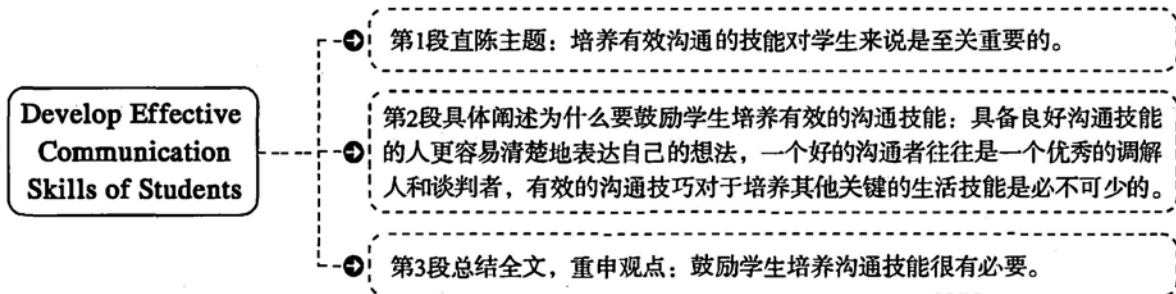 Develop Effective
Communication
Skills of Students
第1段直陈主题：培养有效沟通的技能对学生来说是至关重要的。
第2段具体阐述为什么要鼓励学生培养有效的沟通技能：具备良好沟通技能
的人更容易清楚地表达自己的想法，一个好的沟通者往往是一个优秀的调解
人和谈判者，有效的沟通技巧对于培养其他关键的生活技能是必不可少的。
第3段总结全文，重申观点：鼓励学生培养沟通技能很有必要。